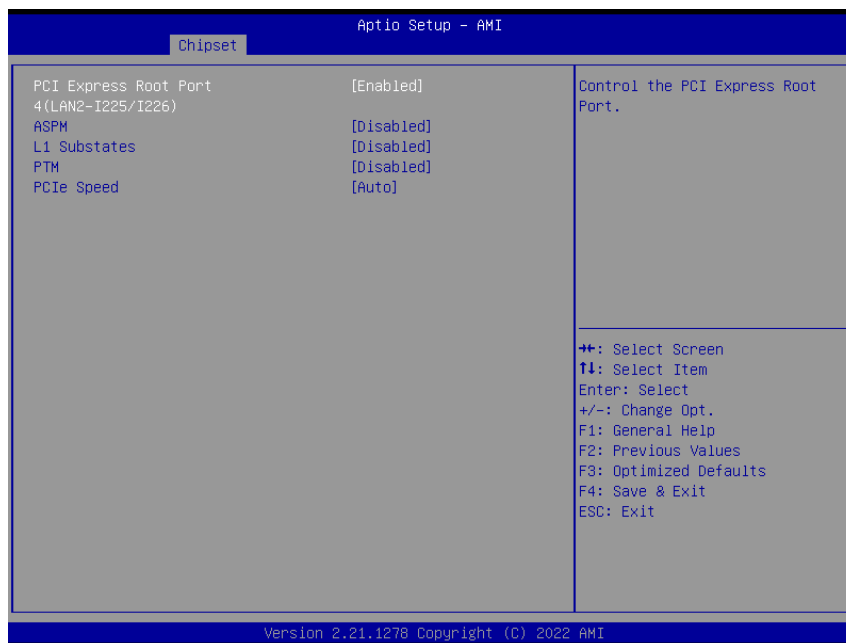 Aptio Setup – AMI
Chipset
PCI Express Root Port [Enabled]
4(LAN2-I225/I226)
ASPM [Disabled]
L1 Substates [Disabled]
PTM [Disabled]
PCIe Speed [Auto]
Control the PCI Express Root
Port.
→←: Select Screen
↑↓: Select Item
Enter: Select
+/-: Change Opt.
F1: General Help
F2: Previous Values
F3: Optimized Defaults
F4: Save & Exit
ESC: Exit
Version 2.21.1278 Copyright (C) 2022 AMI